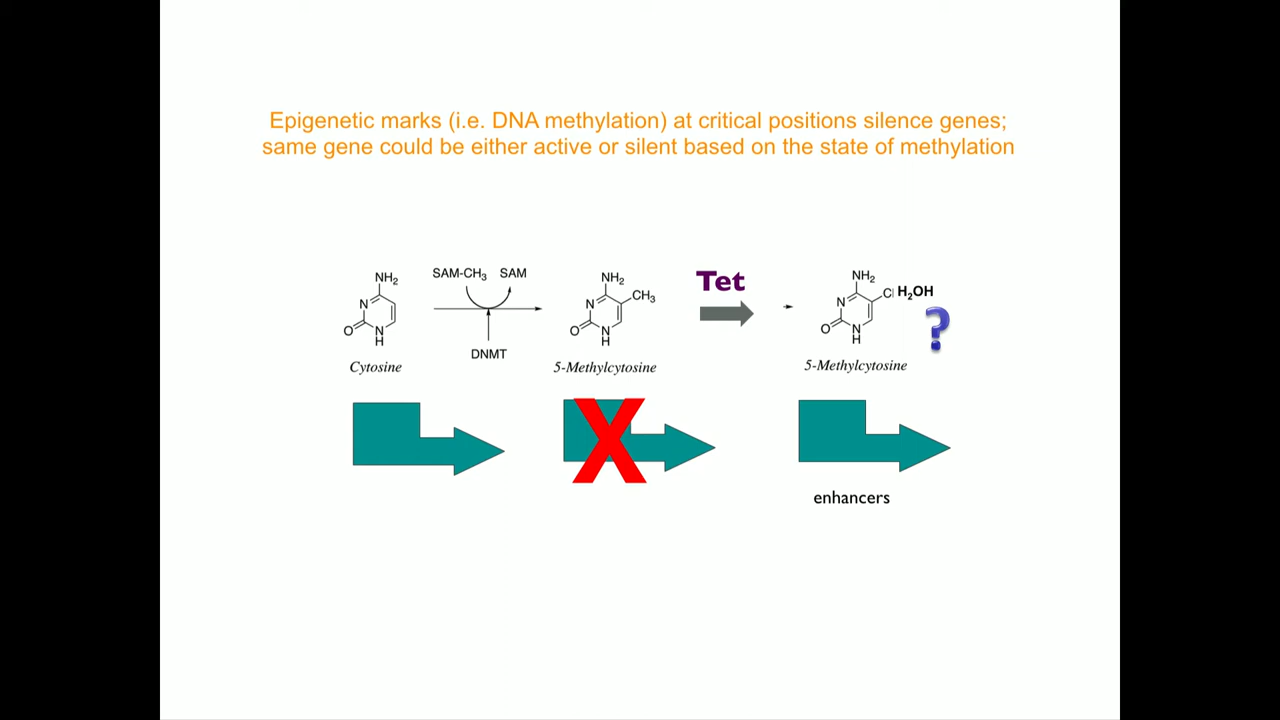 Epigenetic marks (i.e. DNA methylation) at critical positions silence genes;
same gene could be either active or silent based on the state of methylation
NH2
N
O
N
H
Cytosine
SAM-CH3 SAM
DNMT
NH2
CH3
N
O
N
H
5-Methylcytosine
Tet
NH2
C H2OH
N
O
N
H
?
5-Methylcytosine
X
enhancers